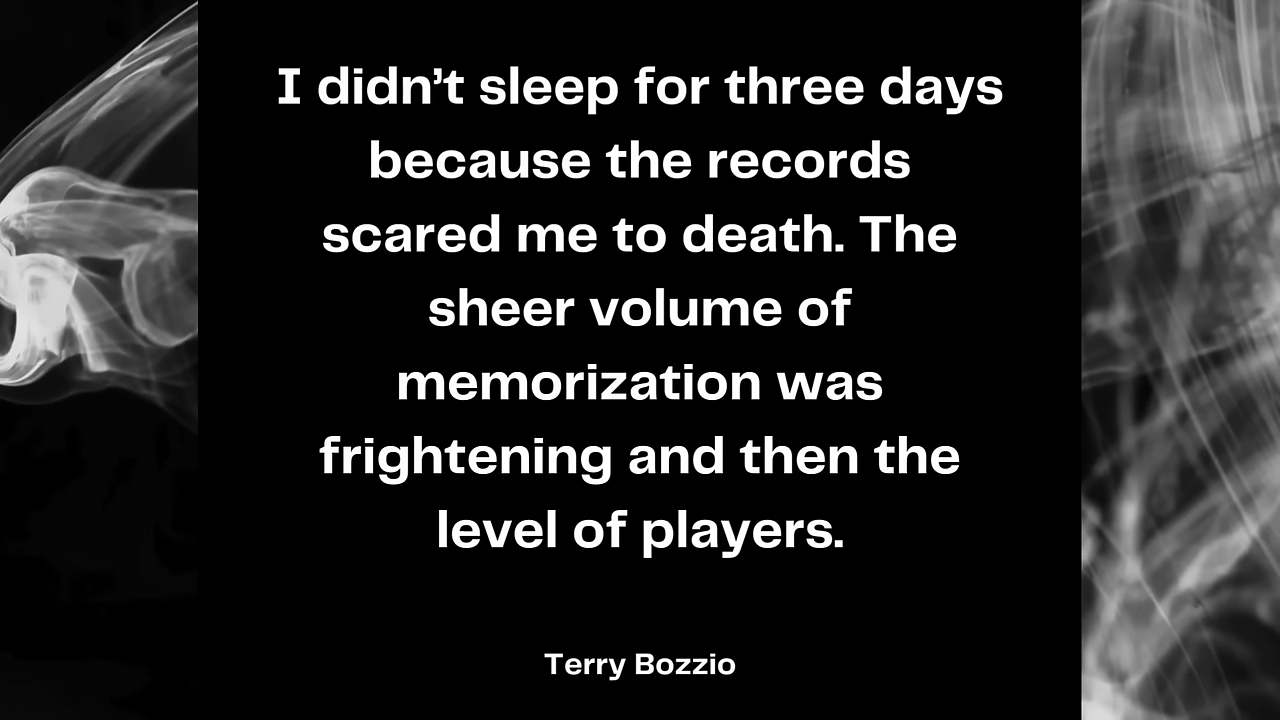 I didn’t sleep for three days
because the records
scared me to death. The
sheer volume of
memorization was
frightening and then the
level of players.
Terry Bozzio